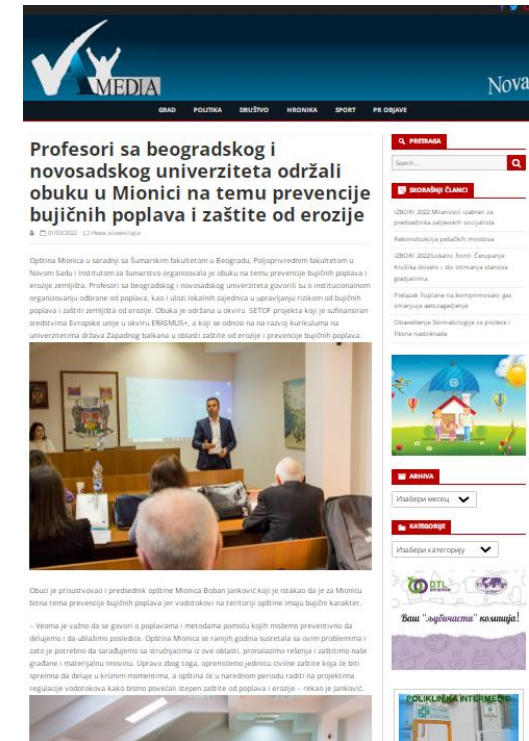 MEDIA
Nova
GRAD POLITIKA DRUŠTVO HRONIKA SPORT PR OBJAVE
Profesori sa beogradskog i
novosadskog univerziteta održali
obuku u Mionici na temu prevencije
bujičnih poplava i zaštite od erozije
01/03/2022 Нема коментара
Opština Mionica u saradnji sa Šumarskim fakultetom u Beogradu, Poljoprivrednim fakultetom u
Novom Sadu i Institutom za šumarstvo organizovala je obuku na temu prevencije bujičnih poplava i
erozije zemljišta. Profesori sa beogradskog i novosadskog univerziteta govorili su o institucionalnom
organizovanju odbrane od poplava, kao i ulozi lokalnih zajednica u upravljanju rizikom od bujičnih
poplava i zaštiti zemljišta od erozije. Obuka je održana u okviru SETOF projekta koji je sufinansiran
sredstvima Evropske unije u okviru ERASMUS+, a koji se odnosi na na razvoj kurikuluma na
univerzitetima država Zapadnog balkana u oblasti zaštite od erozije i prevencije bujičnih poplava.
Obuci je prisustvovao i predsednik opštine Mionica Boban Janković koji je istakao da je za Mionicu
bitna tema prevencije bujičnih poplava jer vodotokovi na teritoriji opštine imaju bujični karakter.
– Veoma je važno da se govori o poplavama i metodama pomoću kojih možemo preventivno da
delujemo i da ublažimo posledice. Opština Mionica se ranijih godina susretala sa ovim problemima i
zato je potrebno da sarađujemo sa stručnjacima iz ove oblasti, pronalazimo rešenja i zaštitimo naše
građane i materijalnu imovinu. Upravo zbog toga, opremićemo jedinicu civilne zaštite koja će biti
spremna da deluje u kriznim momentima, a opština će u narednom periodu raditi na projektima
regulacije vodotokova kako bismo povećali stepen zaštite od poplava i erozije – rekao je Janković.
PRETRAGA
Search...
SKORAŠNJI ČLANCI
IZBORI 2022:Milanović izabran za
predsednika valjevskih socijalista
Rekonstrukcija pešačkih mostova
IZBORI 2022/Lokalni front: Čerupanje
Krušika dovelo i do otimanja stanova
građanima
Prelazak Toplane na komprimovani gas
smanjuje aerozagađenje
Obaveštenje Stomatologije za proteze i
fiksne nadoknade
ARHIVA
Изабери месец
KATEGORIJE
Изабери категорију
DTL
Ваш "љубичасти" комшија!
POLIKLINIKA INTERMEDIC